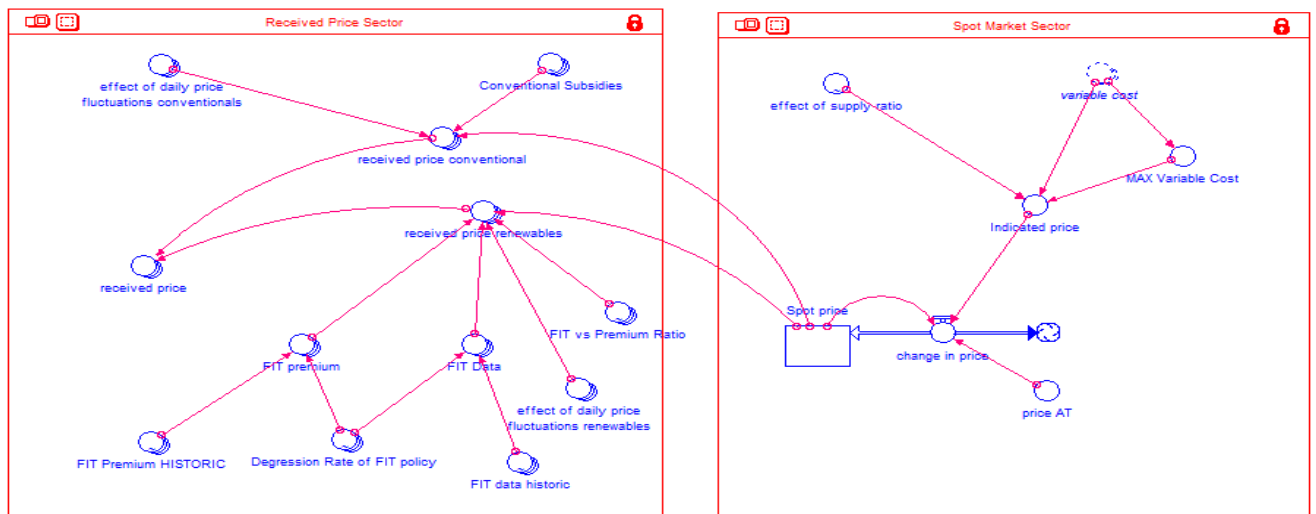 Received Price Sector
effect of daily price
fluctuations conventionals
Conventional Subsidies
received price conventional
received price renewables
received price
FIT vs Premium Ratio
FIT premium
FIT Data
effect of daily price
fluctuations renewables
FIT Premium HISTORIC
Degression Rate of FIT policy
FIT data historic
Spot Market Sector
variable cost
effect of supply ratio
MAX Variable Cost
Indicated price
Spot price
change in price
price AT